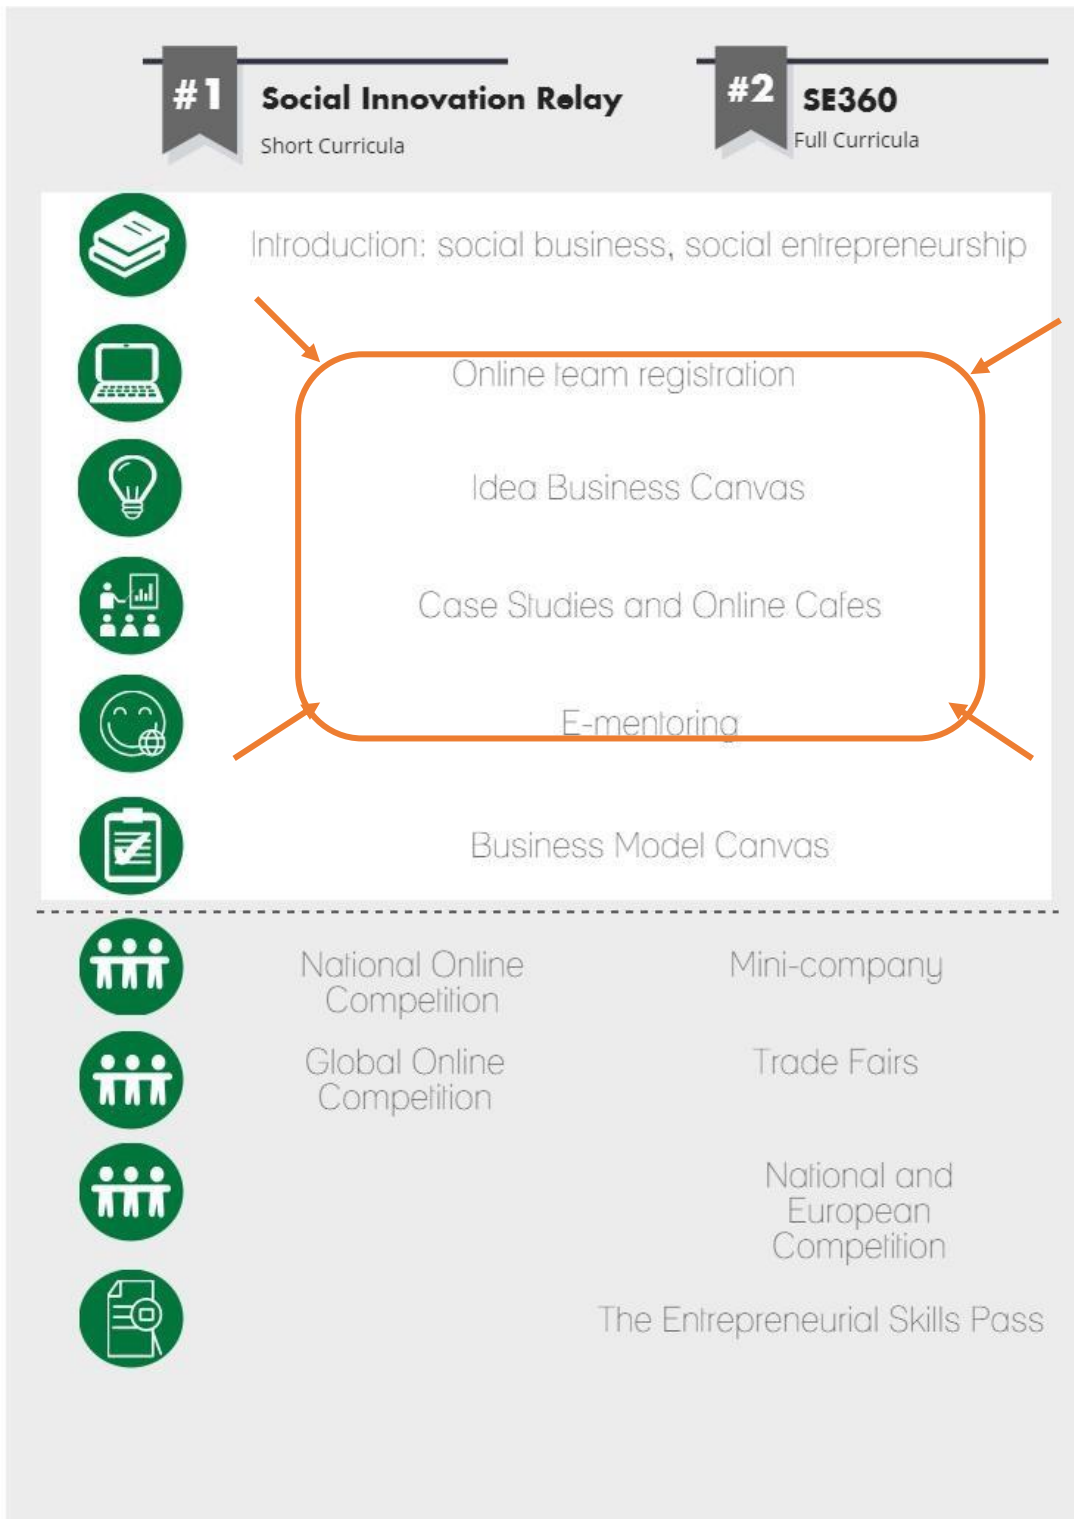 #1
Social Innovation Relay
Short Curricula
#2
SE360
Full Curricula
Introduction: social business, social entrepreneurship
Online team registration
Idea Business Canvas
Case Studies and Online Cafes
E-mentoring
Business Model Canvas
National Online
Competition
Mini-company
Global Online
Competition
Trade Fairs
National and
European
Competition
The Entrepreneurial Skills Pass